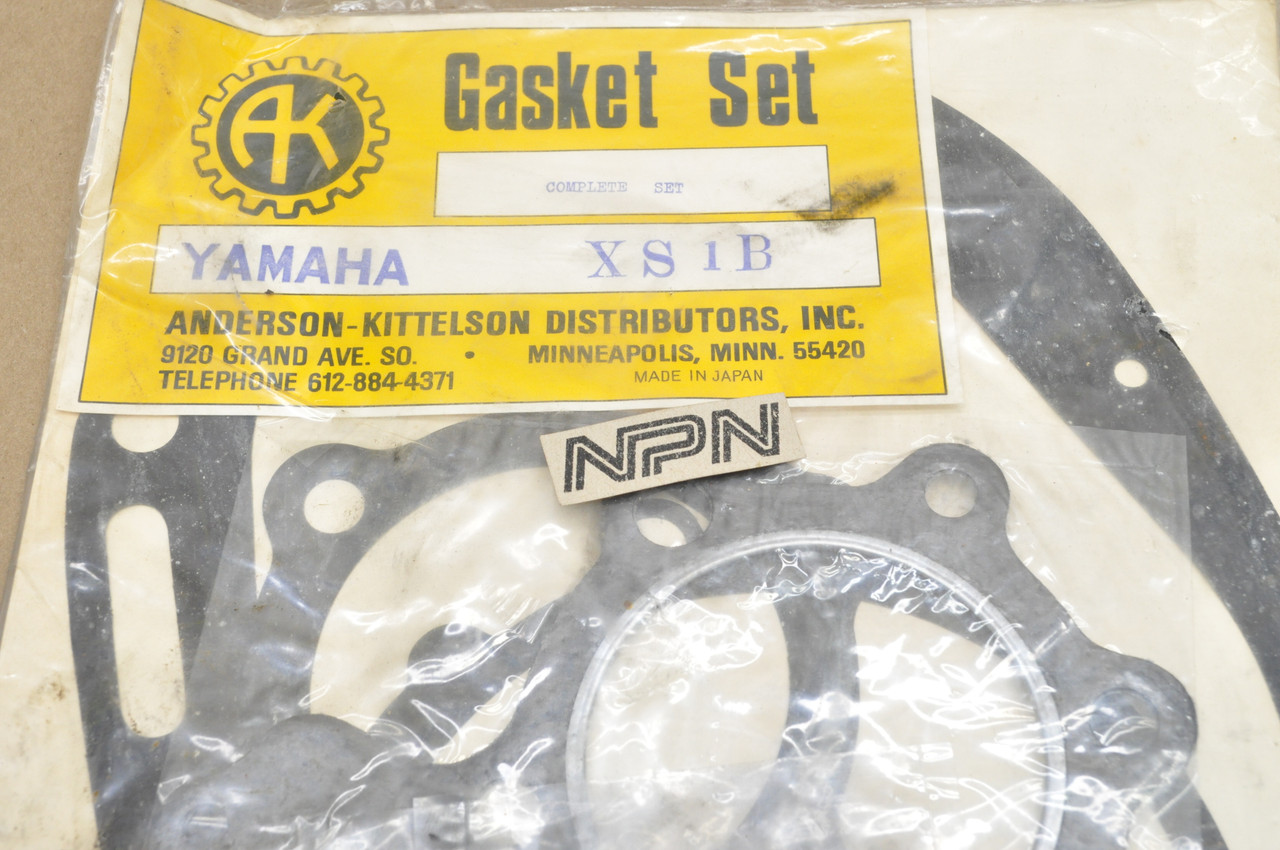 AK
Gasket Set
COMPLETE SET
YAMAHA XS1B
ANDERSON-KITTELSON DISTRIBUTORS, INC.
9120 GRAND AVE. SO. • MINNEAPOLIS, MINN. 55420
TELEPHONE 612-884-4371 MADE IN JAPAN
NPN